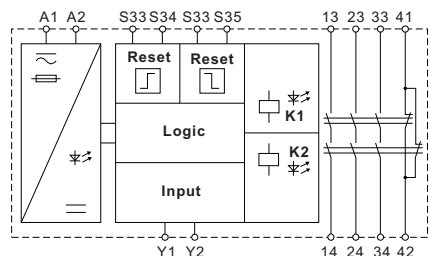 A1 A2 S33 S34 S33 S35 13 23 33 41
Reset Reset
K1
Logic
K2
Input
Y1 Y2 14 24 34 42